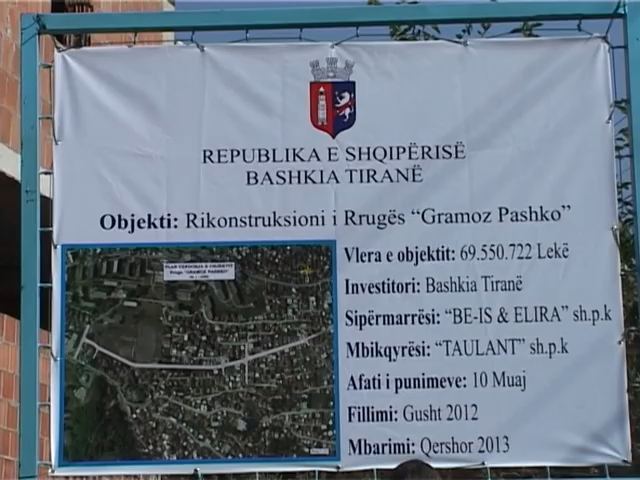 REPUBLIKA E SHQIPËRISË
BASHKIA TIRANË
Objekti: Rikonstruksioni i Rrugës “Gramoz Pashko”
Vlera e objektit: 69.550.722 Lekë
Investitori: Bashkia Tiranë
Sipërmarrësi: “BE-IS & ELIRA” sh.p.k
Mbikqyrësi: “TAULANT” sh.p.k
Afati i punimeve: 10 Muaj
Fillimi: Gusht 2012
Mbarimi: Qershor 2013